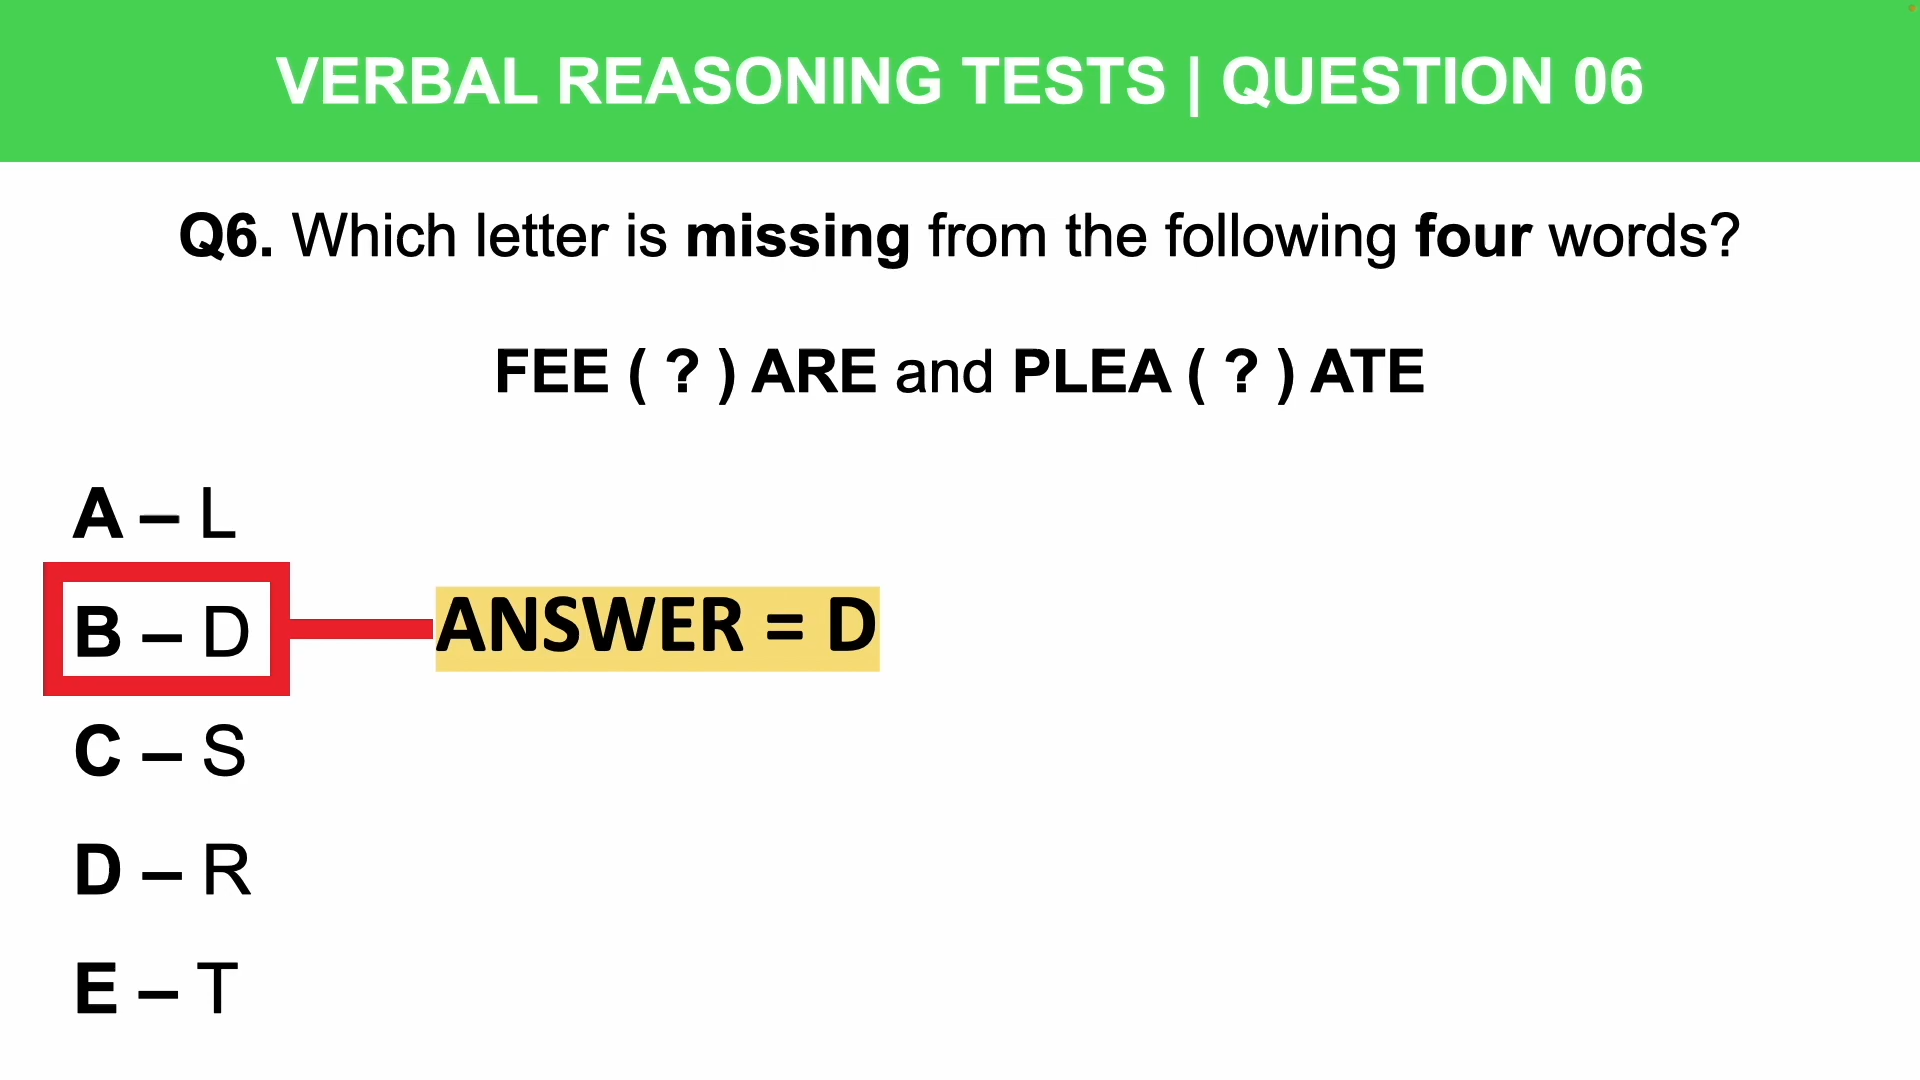 VERBAL REASONING TESTS | QUESTION 06
Q6. Which letter is missing from the following four words?
FEE ( ? ) ARE and PLEA ( ? ) ATE
A – L
B – D
ANSWER = D
C – S
D – R
E – T